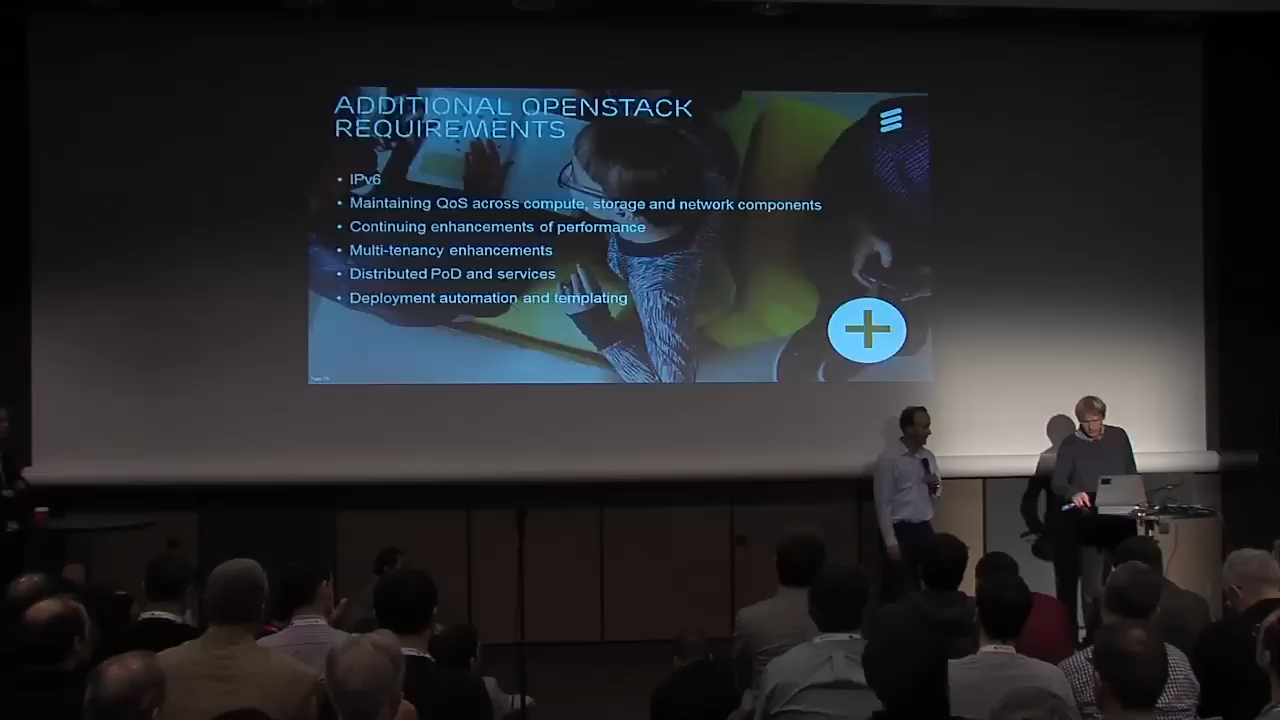 ADDITIONAL OPENSTACK
REQUIREMENTS
• IPv6
• Maintaining QoS across compute, storage and network components
• Continuing enhancements of performance
• Multi-tenancy enhancements
• Distributed PoD and services
• Deployment automation and templating